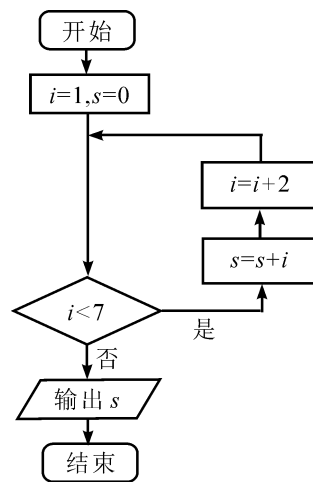 开始
i=1,s=0
i=i+2
s=s+i
i<7
是
否
输出 s
结束